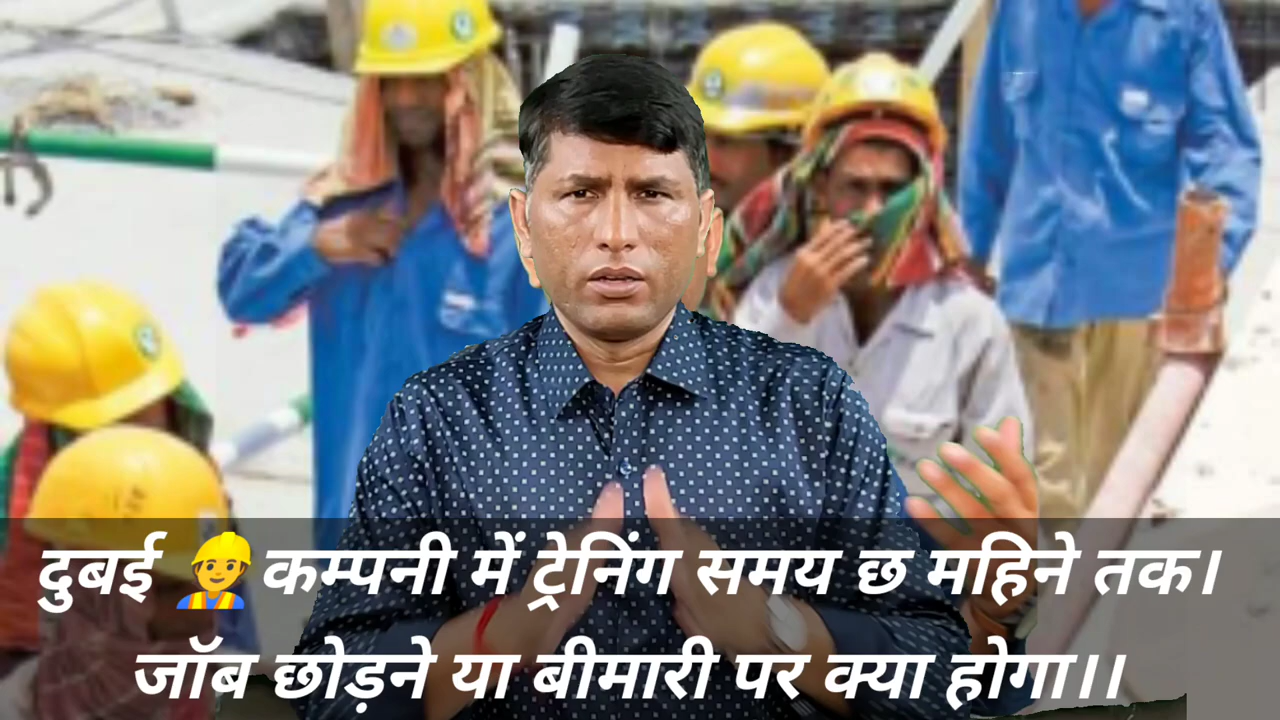 दुबई 👷कम्पनी में ट्रेनिंग समय छ महिने तक।
जॉब छोड़ने या बीमारी पर क्या होगा।।